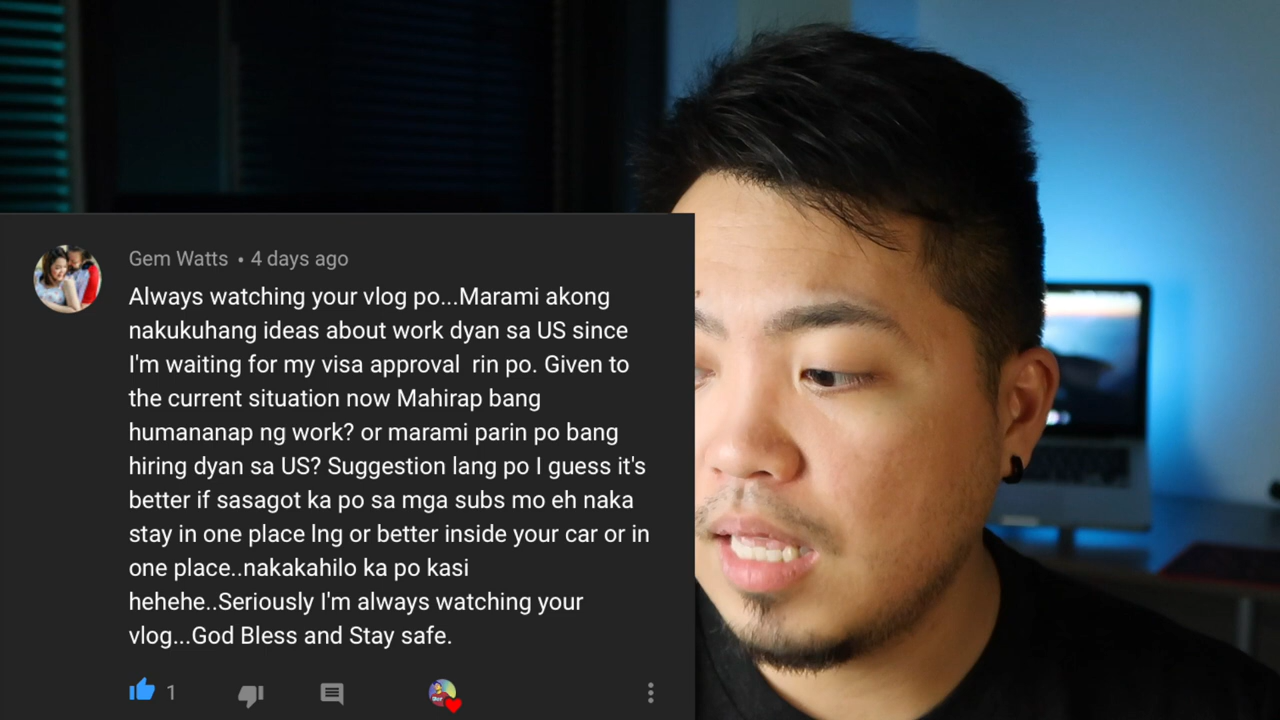 Gem Watts • 4 days ago
Always watching your vlog po...Marami akong
nakukuhang ideas about work dyan sa US since
I'm waiting for my visa approval  rin po. Given to
the current situation now Mahirap bang
humananap ng work? or marami parin po bang
hiring dyan sa US? Suggestion lang po I guess it's
better if sasagot ka po sa mga subs mo eh naka
stay in one place lng or better inside your car or in
one place..nakakahilo ka po kasi
hehehe..Seriously I'm always watching your
vlog...God Bless and Stay safe.
1